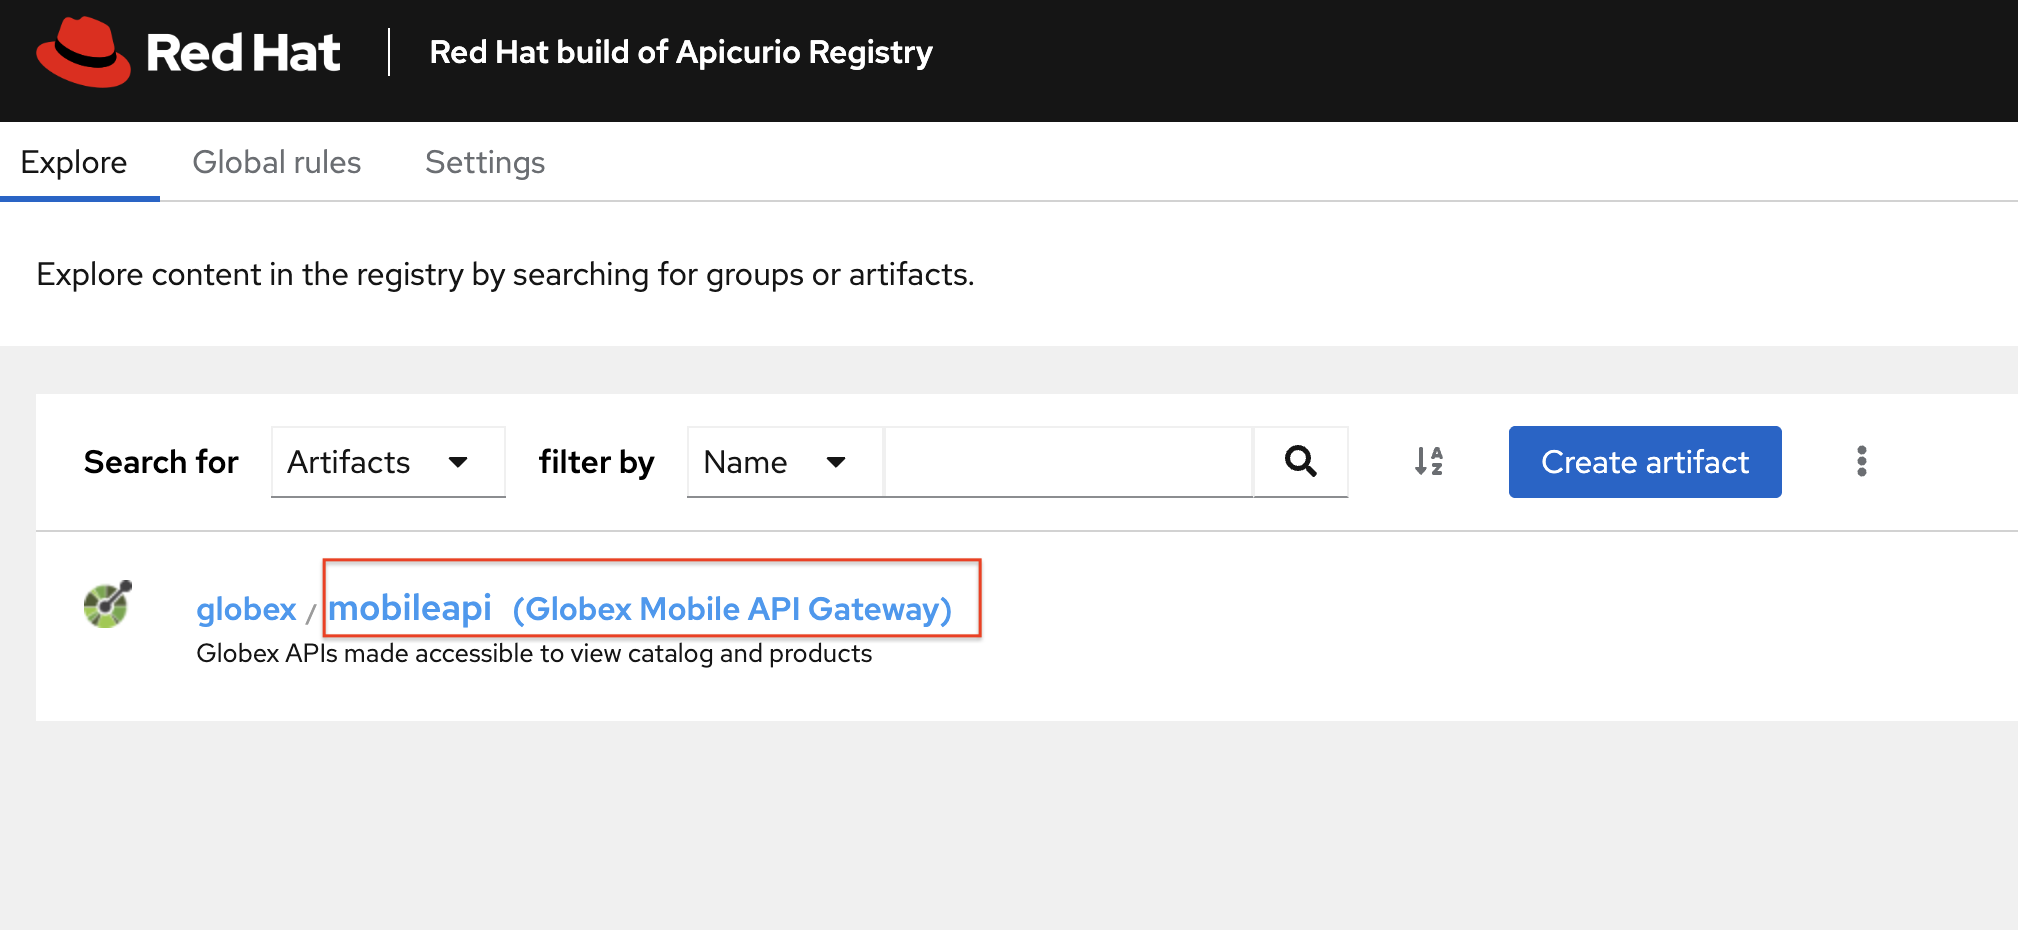 Red Hat Red Hat build of Apicurio Registry
Explore Global rules Settings
Explore content in the registry by searching for groups or artifacts.
Search for Artifacts filter by Name AZ Create artifact
globex / mobileapi (Globex Mobile API Gateway)
Globex APIs made accessible to view catalog and products